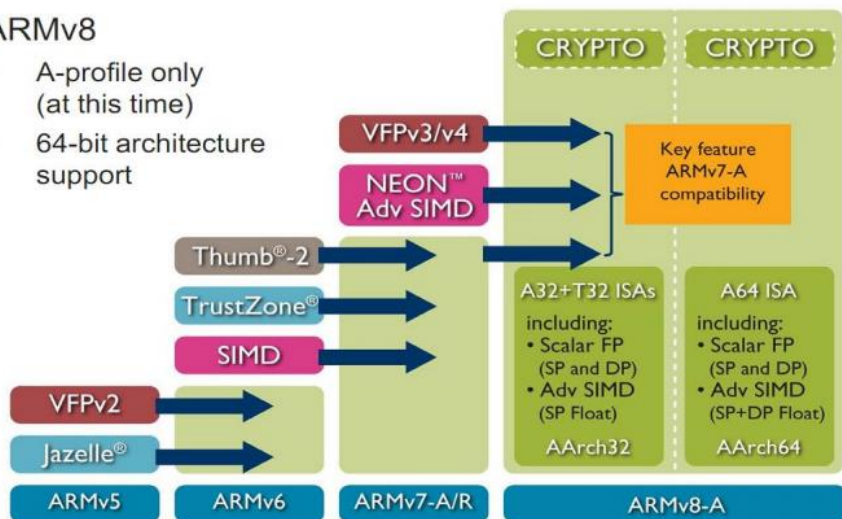 ARMv8
A-profile only
(at this time)
64-bit architecture
support
CRYPTO
CRYPTO
VFPv3/v4
Key feature
ARMv7-A
compatibility
NEON™
Adv SIMD
Thumb®-2
TrustZone®
SIMD
A32+T32 ISAs
including:
• Scalar FP
(SP and DP)
• Adv SIMD
(SP Float)
AArch32
A64 ISA
including:
• Scalar FP
(SP and DP)
• Adv SIMD
(SP+DP Float)
AArch64
VFPv2
Jazelle®
ARMv5
ARMv6
ARMv7-A/R
ARMv8-A